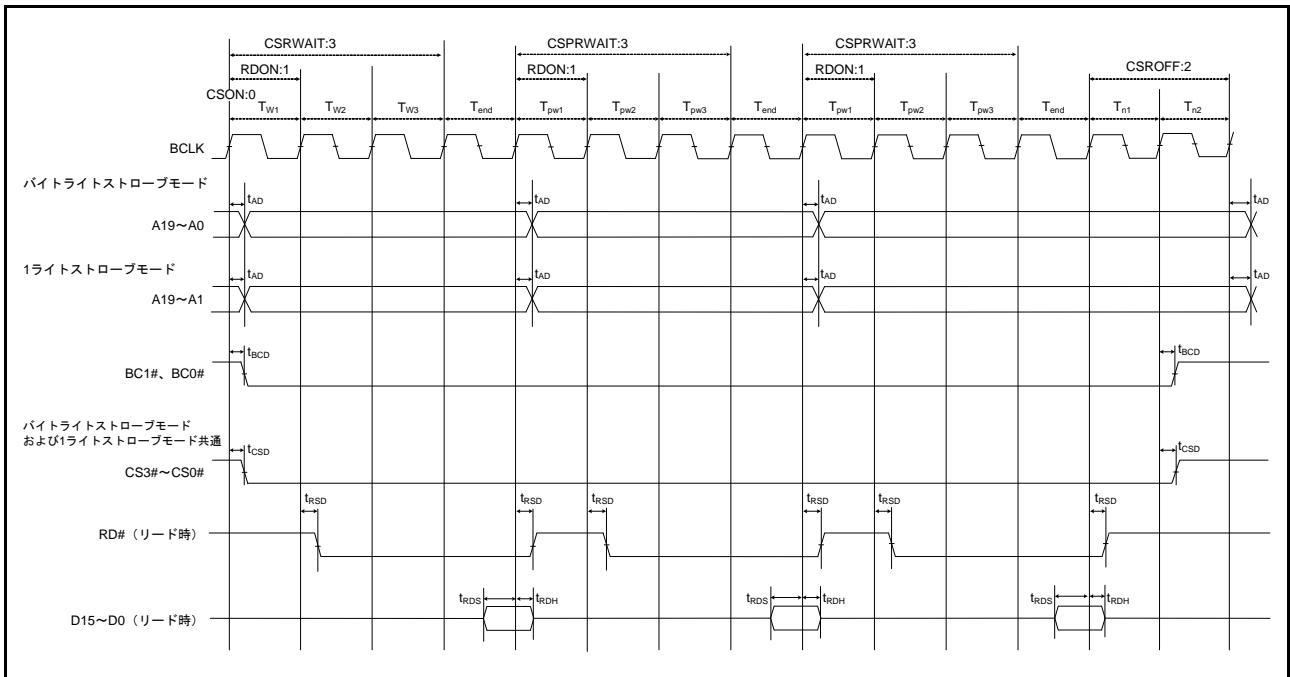 CSRWAIT:3 CSPRWAIT:3 CSPRWAIT:3
RDON:1 RDON:1 RDON:1 CSROFF:2
CSON:0
TW1 TW2 TW3 Tend Tpw1 Tpw2 Tpw3 Tend Tpw1 Tpw2 Tpw3 Tend Tn1 Tn2
BCLK
バイトライトストローブモード
tAD tAD tAD tAD
A19～A0
1ライトストローブモード
tAD tAD tAD tAD
A19～A1
tBCD tBCD
BC1#、BC0#
バイトライトストローブモード
および1ライトストローブモード共通
tCSD tCSD
CS3#～CS0#
tRSD tRSD tRSD tRSD tRSD tRSD
RD#（リード時）
tRDS tRDH tRDS tRDH tRDS tRDH
D15～D0（リード時）